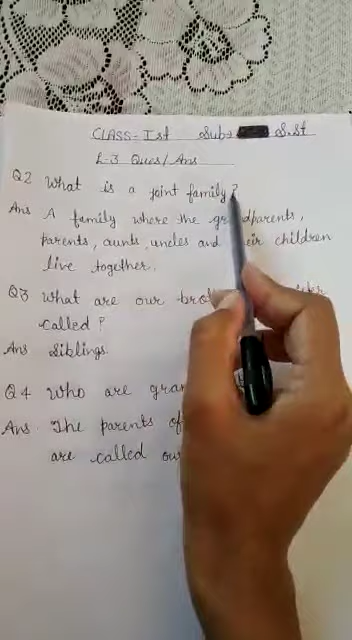 CLASS- Ist Sub:- S.St
L-3 Ques/Ans
Q2 What is a joint family?
Ans A family where the grandparents,
parents, aunts, uncles and their children
live together.
Q3 What are our
called?
Ans Siblings.
Q4 Who are
Ans. The parents of
are called our